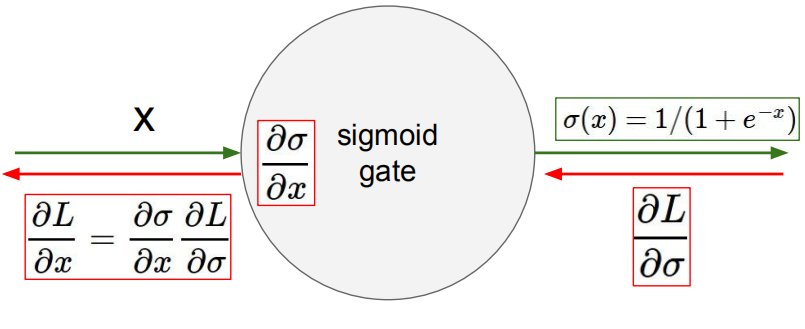 X
sigmoid
gate
σ(x) = 1/(1 + e^{-x})
∂σ/∂x
∂L/∂x = ∂σ/∂x ∂L/∂σ
∂L/∂σ